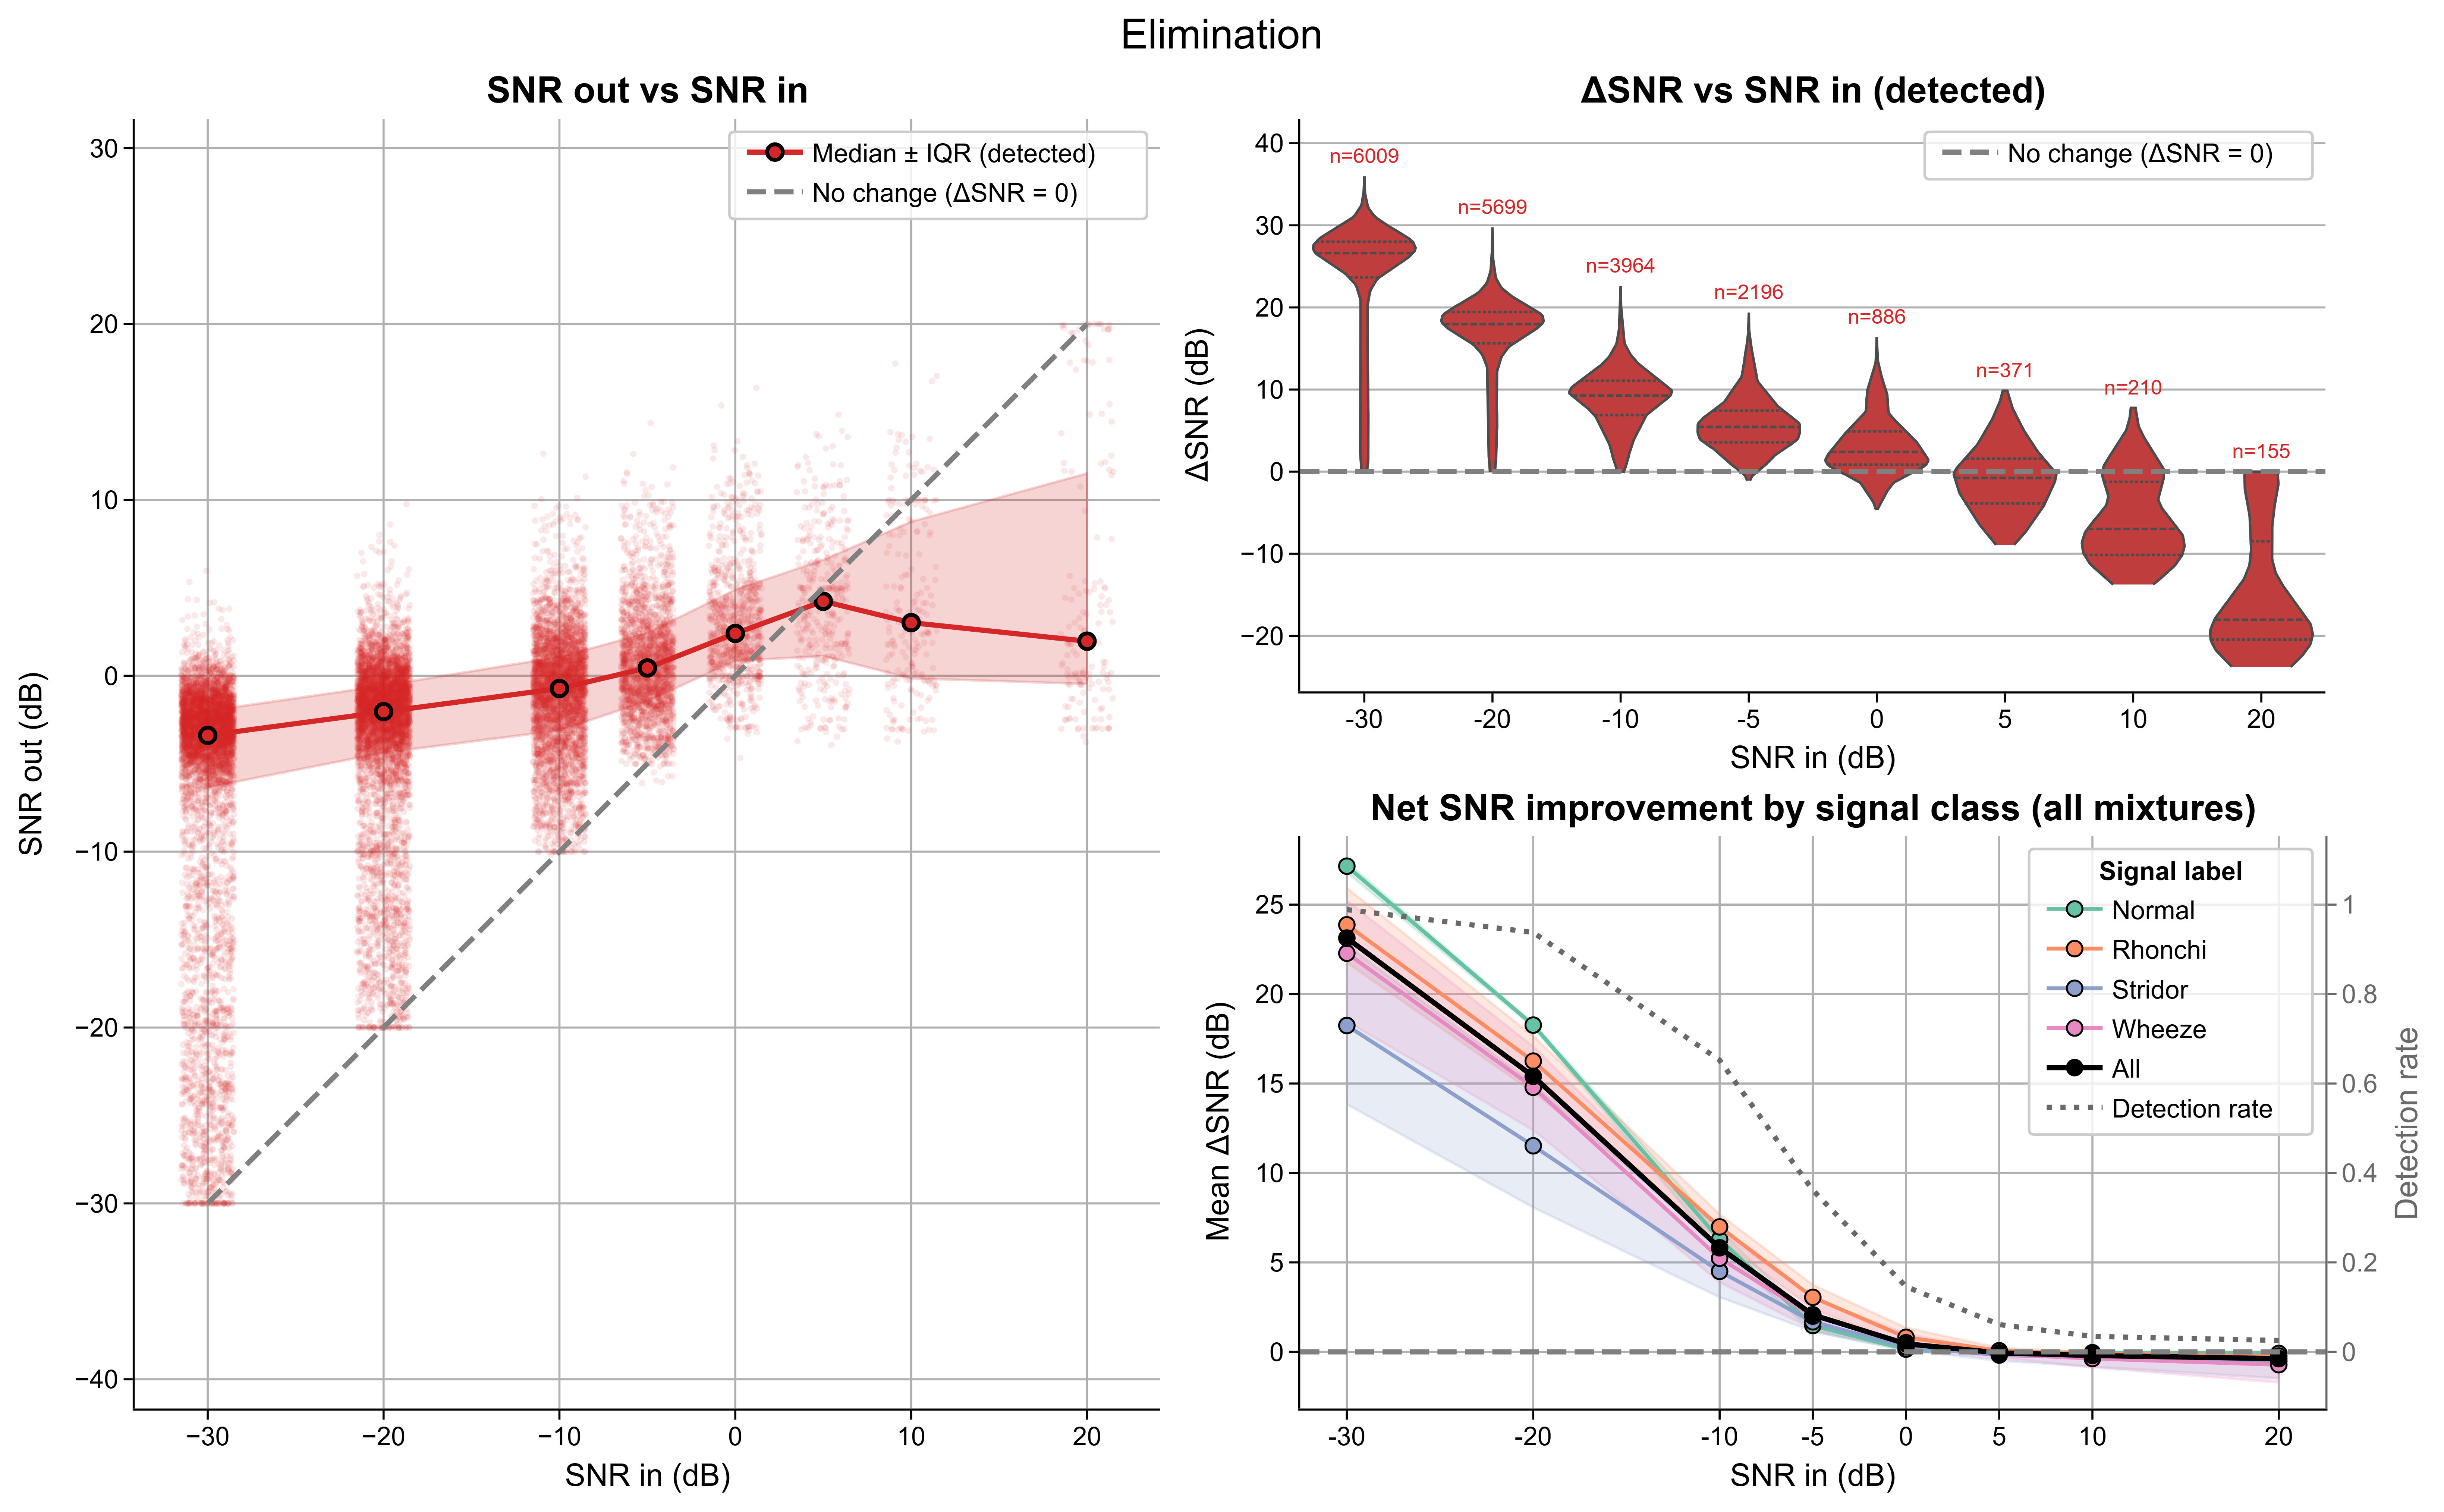 Elimination
SNR out vs SNR in
30
20
10
0
−10
−20
−30
−40
SNR out (dB)
Median ± IQR (detected)
No change (ΔSNR = 0)
−30
−20
−10
0
10
20
SNR in (dB)
ΔSNR vs SNR in (detected)
40
30
20
10
0
−10
−20
ΔSNR (dB)
No change (ΔSNR = 0)
n=6009
n=5699
n=3964
n=2196
n=886
n=371
n=210
n=155
-30
-20
-10
-5
0
5
10
20
SNR in (dB)
Net SNR improvement by signal class (all mixtures)
25
20
15
10
5
0
Mean ΔSNR (dB)
Signal label
Normal
Rhonchi
Stridor
Wheeze
All
Detection rate
1
0.8
0.6
0.4
0.2
0
Detection rate
-30
-20
-10
-5
0
5
10
20
SNR in (dB)